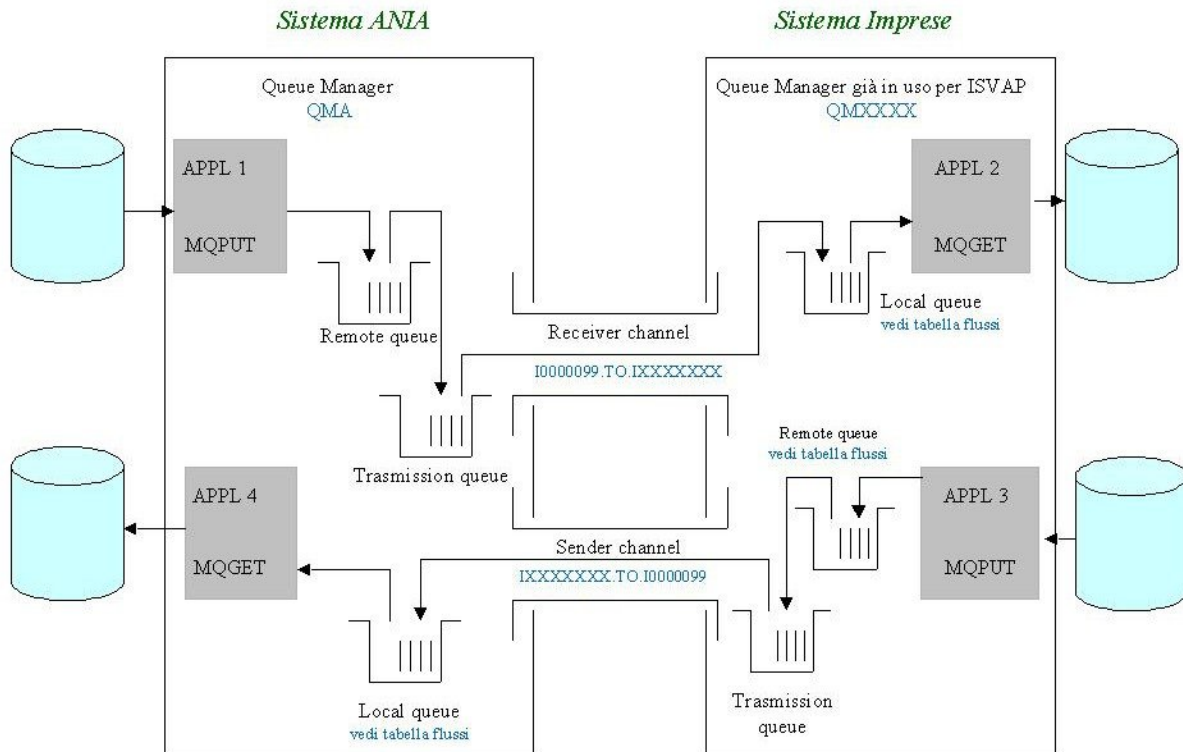 Sistema ANIA
Sistema Imprese
Queue Manager
QMA
Queue Manager già in uso per ISVAP
QMXXXX
APPL 1
MQPUT
APPL 2
MQGET
Remote queue
Local queue
vedi tabella flussi
Receiver channel
I0000099.TO.IXXXXXXX
Trasmission queue
Remote queue
vedi tabella flussi
APPL 4
MQGET
APPL 3
MQPUT
Sender channel
IXXXXXXX.TO.I0000099
Local queue
vedi tabella flussi
Trasmission
queue